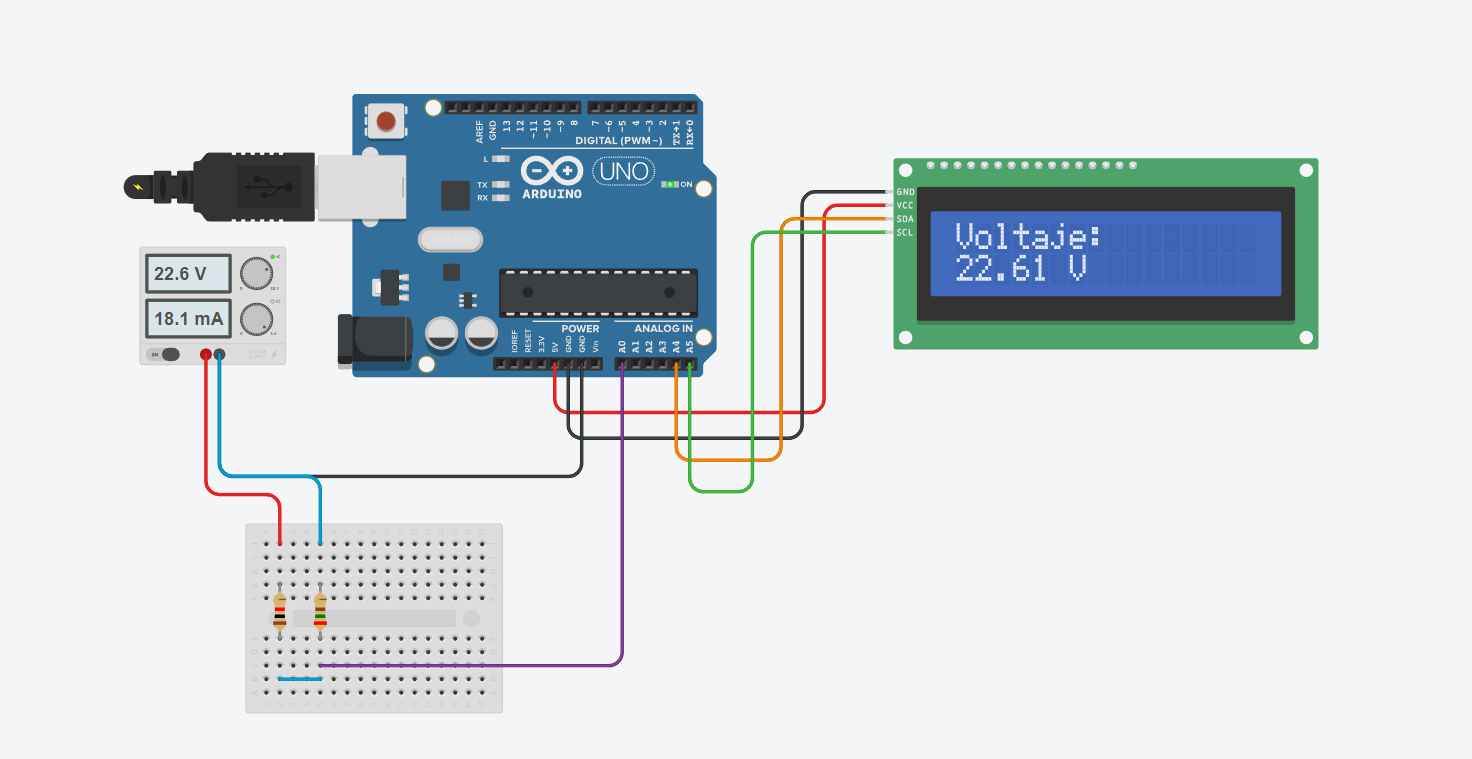 AREF
GND
13
12
~11
~10
~9
8
7
~6
~5
4
~3
2
TX→1
RX←0
DIGITAL (PWM~)
L
TX
RX
ARDUINO
UNO
ON
IOREF
RESET
3.3V
5V
GND
GND
Vin
POWER
A0
A1
A2
A3
A4
A5
ANALOG IN
22.6 V
18.1 mA
ON
GND
VCC
SDA
SCL
Voltaje:
22.61 V